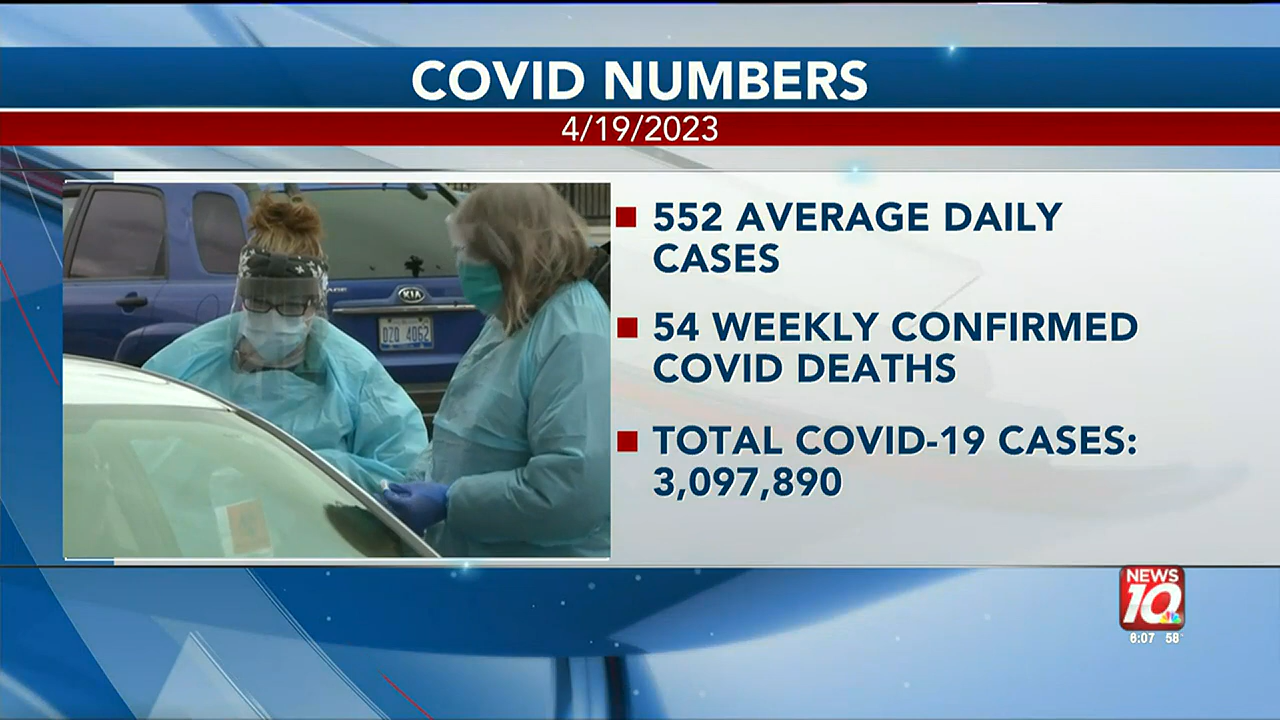 COVID NUMBERS
4/19/2023
552 AVERAGE DAILY
CASES
54 WEEKLY CONFIRMED
COVID DEATHS
TOTAL COVID-19 CASES:
3,097,890
KIA
DZQ 4062
NEWS
10
6:07 58°